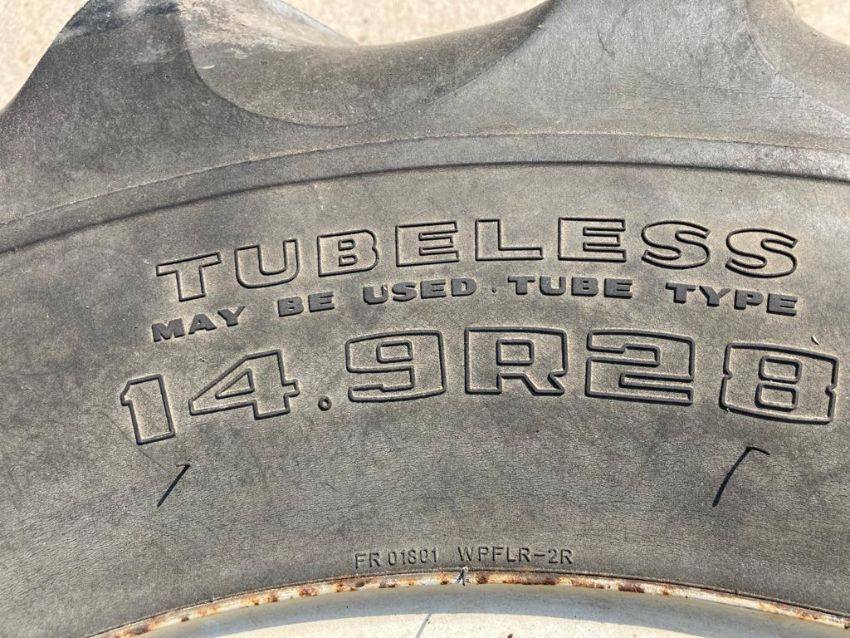 TUBELESS
MAY BE USED TUBE TYPE
14.9R28
FR 01801 WPFLR-2R